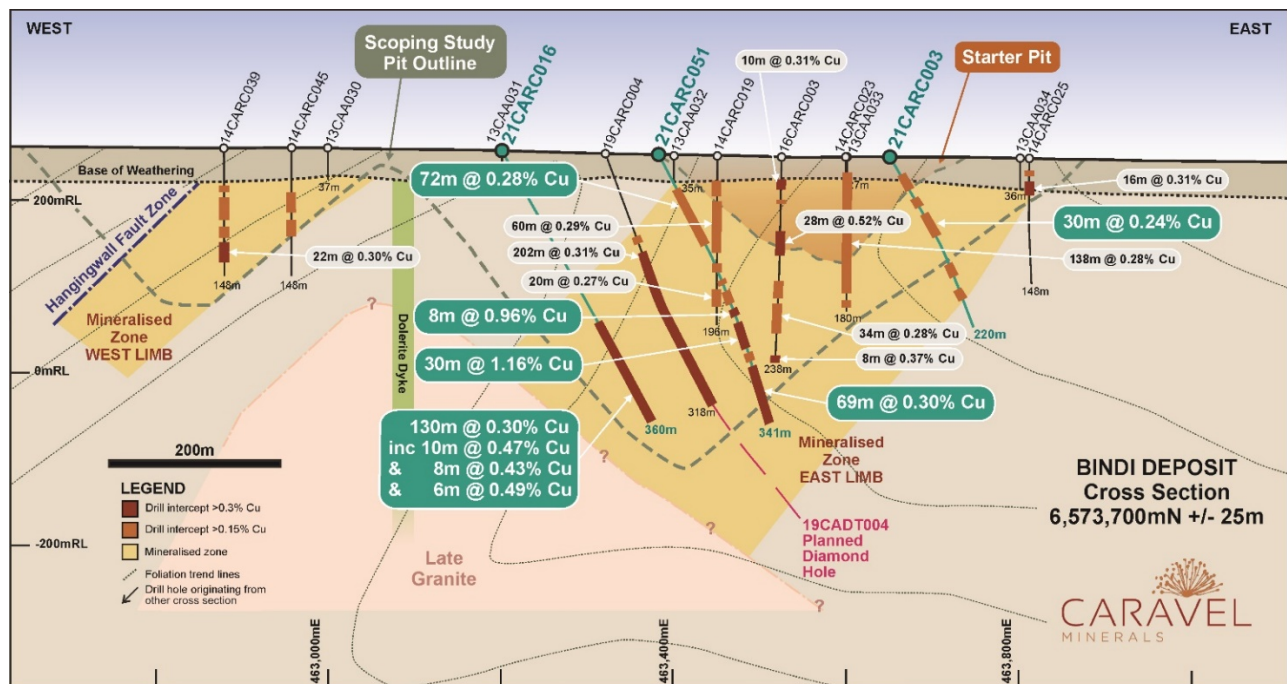 WEST
EAST
Scoping Study
Pit Outline
Starter Pit
14CARC039
14CARC045
13CAA030
13CAA031
21CARC016
19CARC004
21CARC051
13CAA032
14CARC019
16CARC003
14CARC023
13CAA033
21CARC003
13CAA034
14CARC025
10m @ 0.31% Cu
Base of Weathering
200mRL
Hangingwall Fault Zone
37m
35m
27m
36m
72m @ 0.28% Cu
16m @ 0.31% Cu
60m @ 0.29% Cu
28m @ 0.52% Cu
30m @ 0.24% Cu
22m @ 0.30% Cu
202m @ 0.31% Cu
138m @ 0.28% Cu
148m
148m
20m @ 0.27% Cu
148m
Mineralised
Zone
WEST LIMB
8m @ 0.96% Cu
196m
180m
34m @ 0.28% Cu
220m
Dolerite Dyke
30m @ 1.16% Cu
8m @ 0.37% Cu
238m
0mRL
69m @ 0.30% Cu
318m
360m
341m
130m @ 0.30% Cu
inc 10m @ 0.47% Cu
& 8m @ 0.43% Cu
& 6m @ 0.49% Cu
Mineralised
Zone
EAST LIMB
200m
LEGEND
Drill intercept >0.3% Cu
Drill intercept >0.15% Cu
Mineralised zone
Foliation trend lines
Drill hole originating from
other cross section
-200mRL
Late
Granite
?
?
?
?
19CADT004
Planned
Diamond
Hole
BINDI DEPOSIT
Cross Section
6,573,700mN +/- 25m
CARAVEL
MINERALS
463,000mE
463,400mE
463,800mE